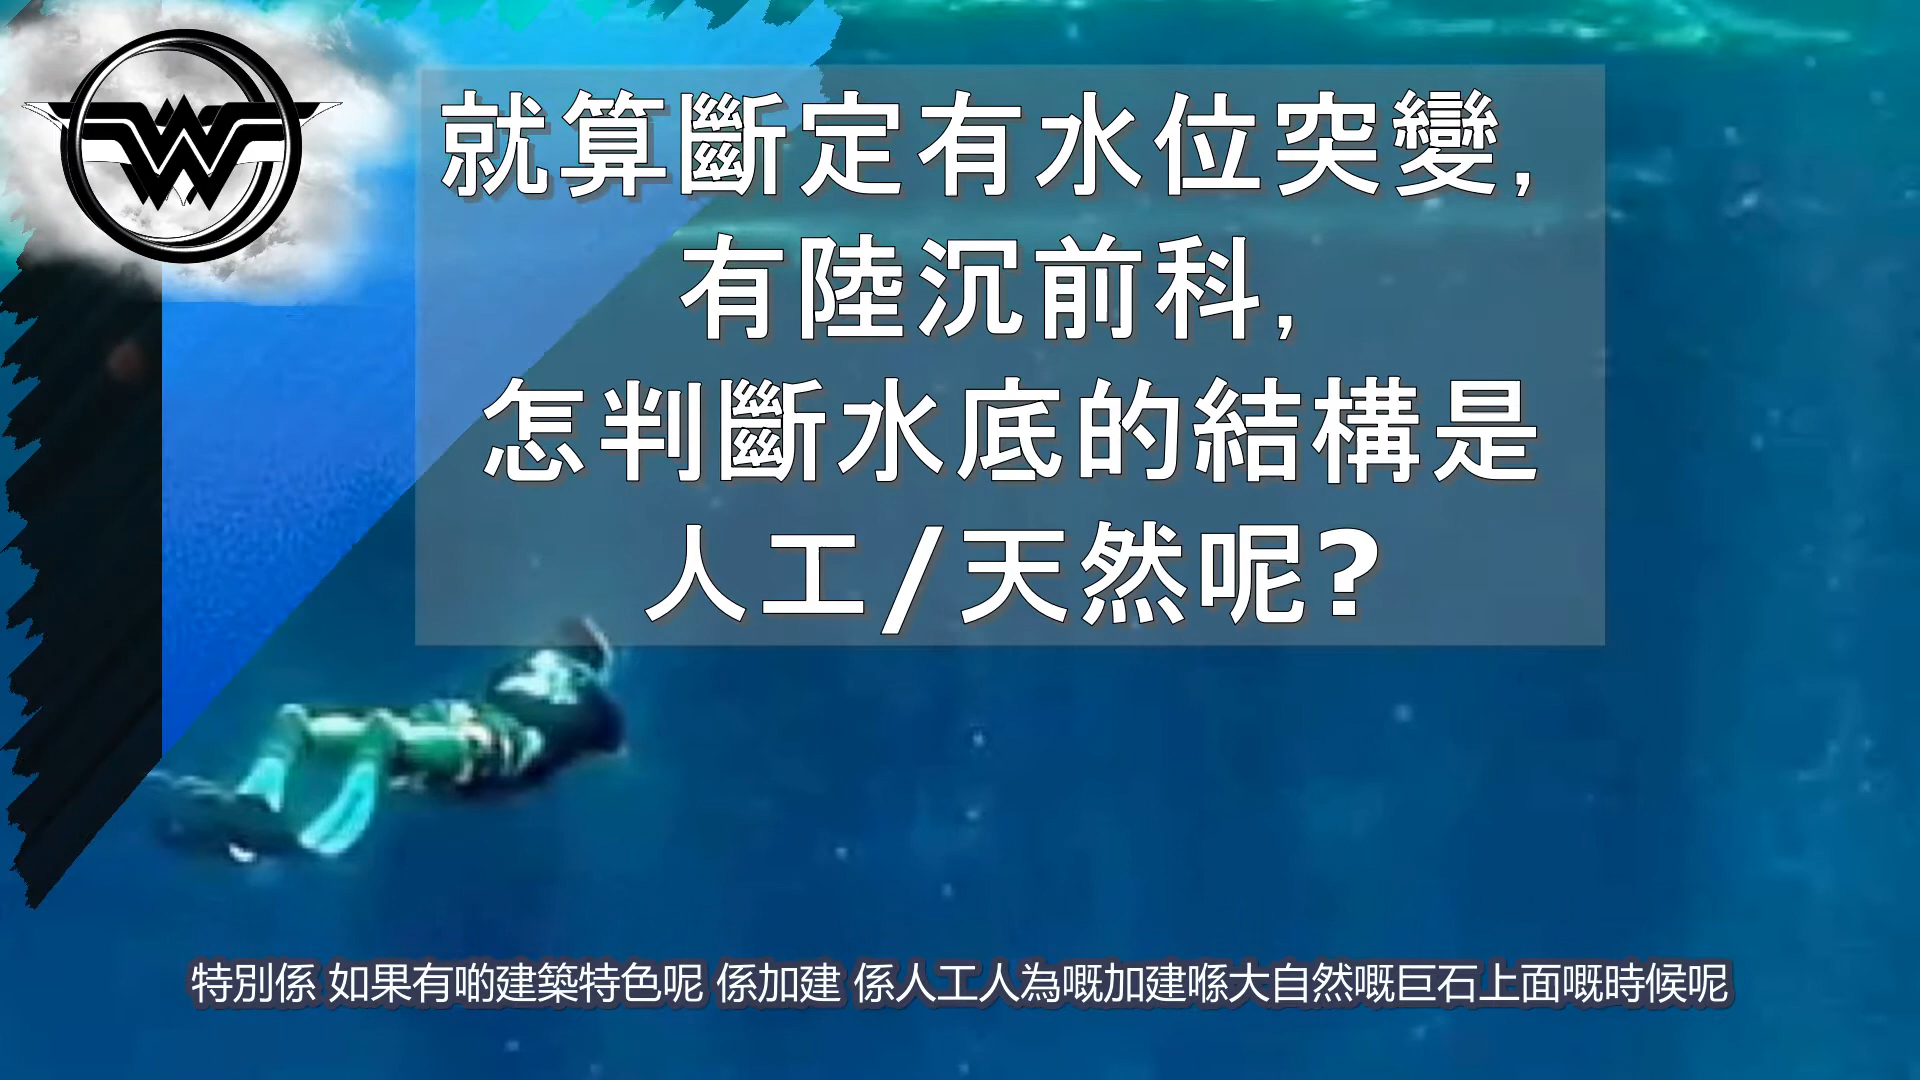 就算斷定有水位突變,
有陸沉前科,
怎判斷水底的結構是
人工/天然呢?
特別係 如果有啲建築特色呢 係加建 係人工人為嘅加建喺大自然嘅巨石上面嘅時候呢